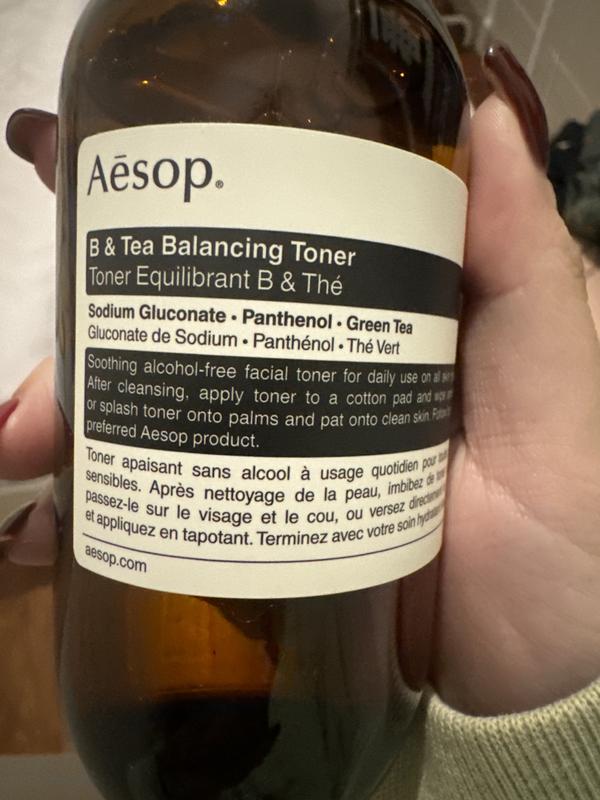 Aēsop®
B & Tea Balancing Toner
Toner Equilibrant B & Thé
Sodium Gluconate • Panthenol • Green Tea
Gluconate de Sodium • Panthénol • Thé Vert
Soothing alcohol-free facial toner for daily use on all
After cleansing, apply toner to a cotton pad and
or splash toner onto palms and pat onto clean skin.
preferred Aesop product.
Toner apaisant sans alcool à usage quotidien pour
sensibles. Après nettoyage de la peau, imbibez de
passez-le sur le visage et le cou, ou versez
et appliquez en tapotant. Terminez avec votre soin
aesop.com